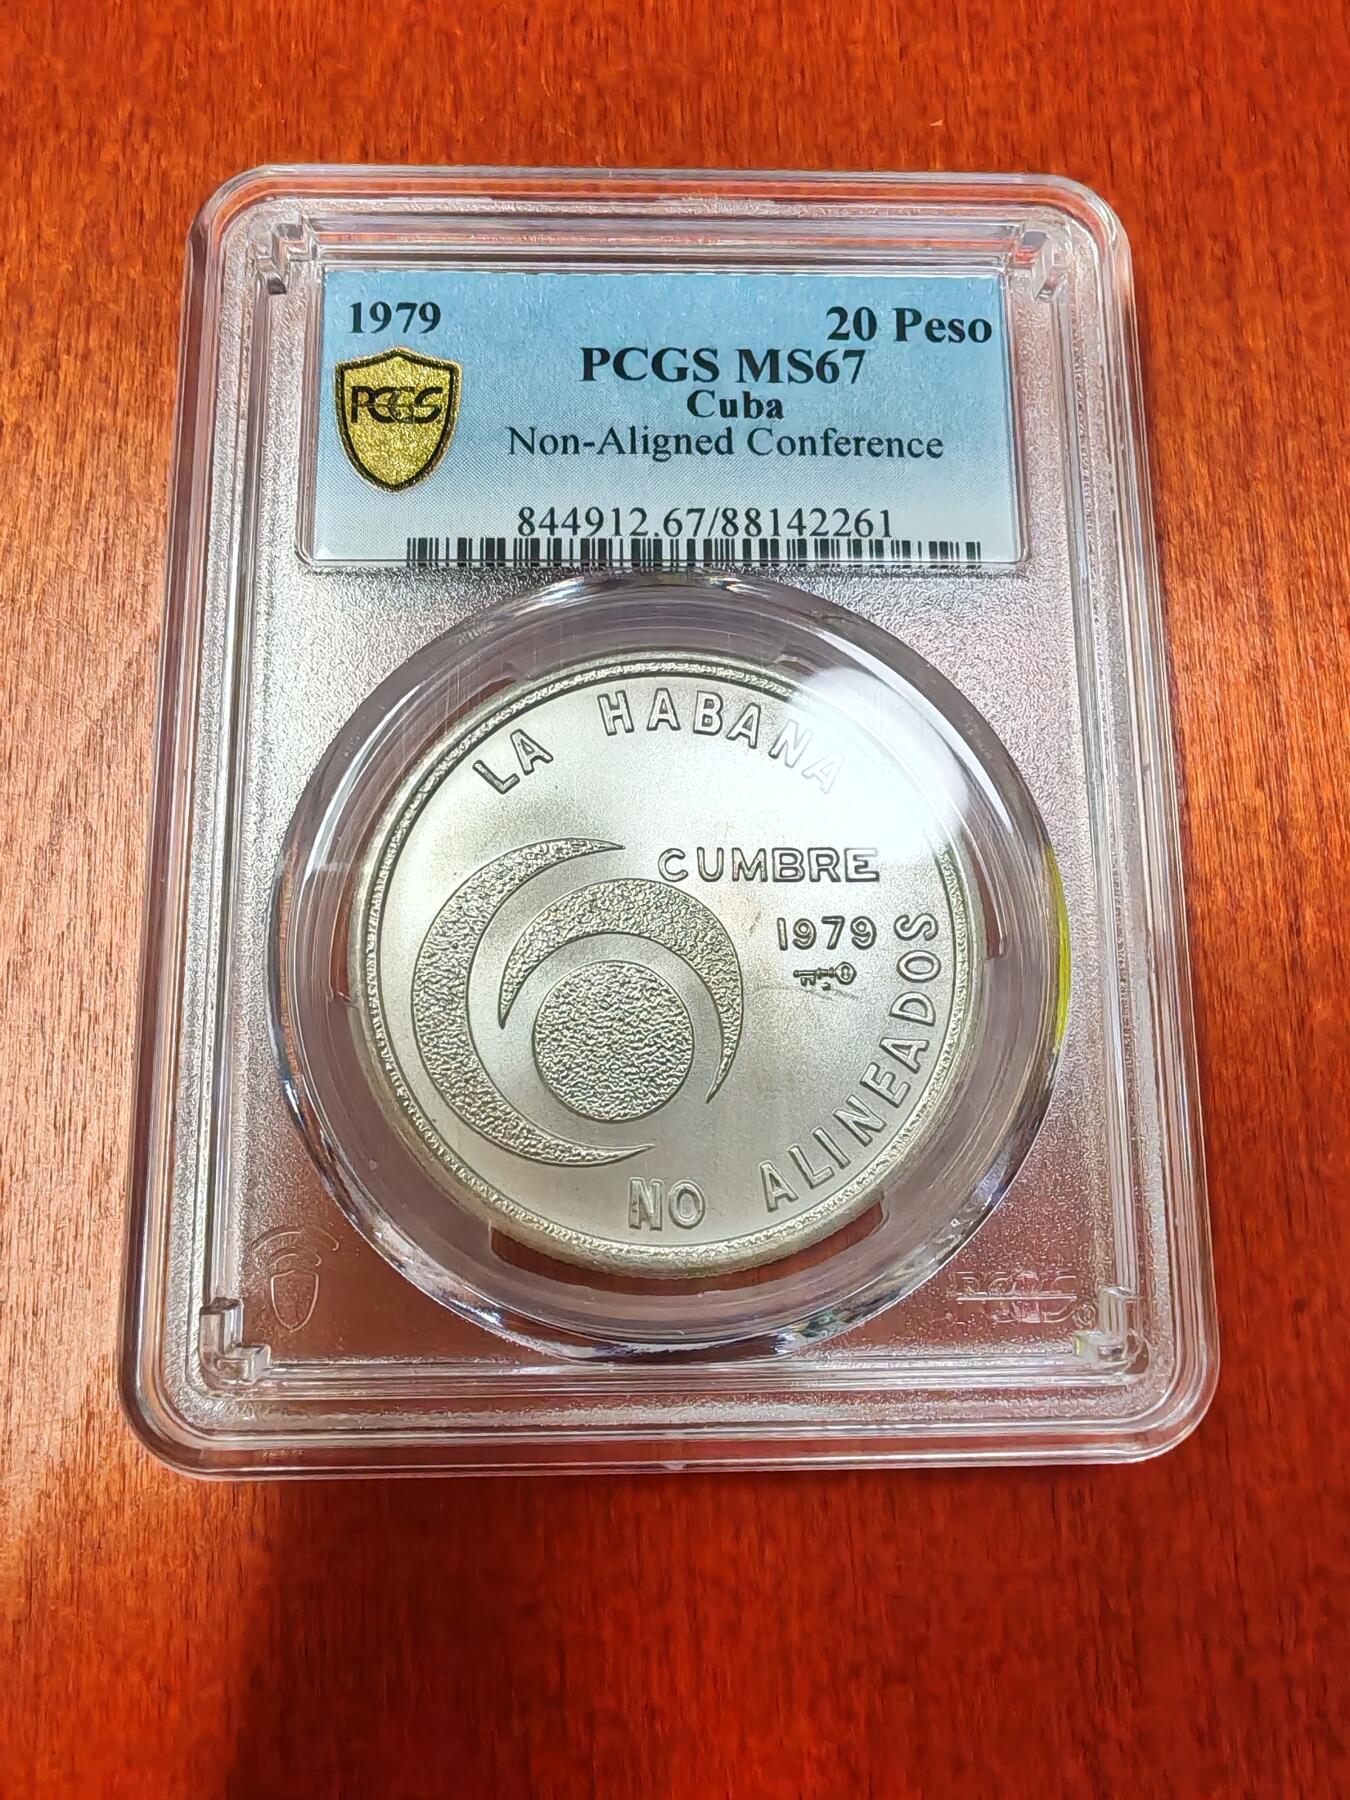 1979
20 Peso
PCGS
PCGS MS67
Cuba
Non-Aligned Conference
844912.67/88142261
LA HABANA
CUMBRE
1979
NO ALINEADOS
PCGS